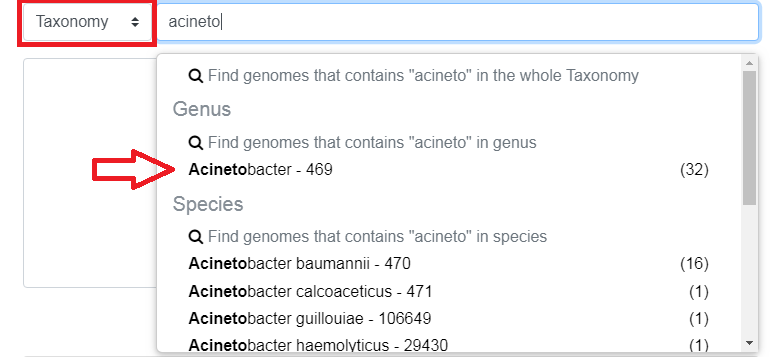 Taxonomy acineto
Find genomes that contains "acineto" in the whole Taxonomy
Genus
Find genomes that contains "acineto" in genus
Acinetobacter - 469 (32)
Species
Find genomes that contains "acineto" in species
Acinetobacter baumannii - 470 (16)
Acinetobacter calcoaceticus - 471 (1)
Acinetobacter guillouiae - 106649 (1)
Acinetobacter haemolyticus - 29430 (1)